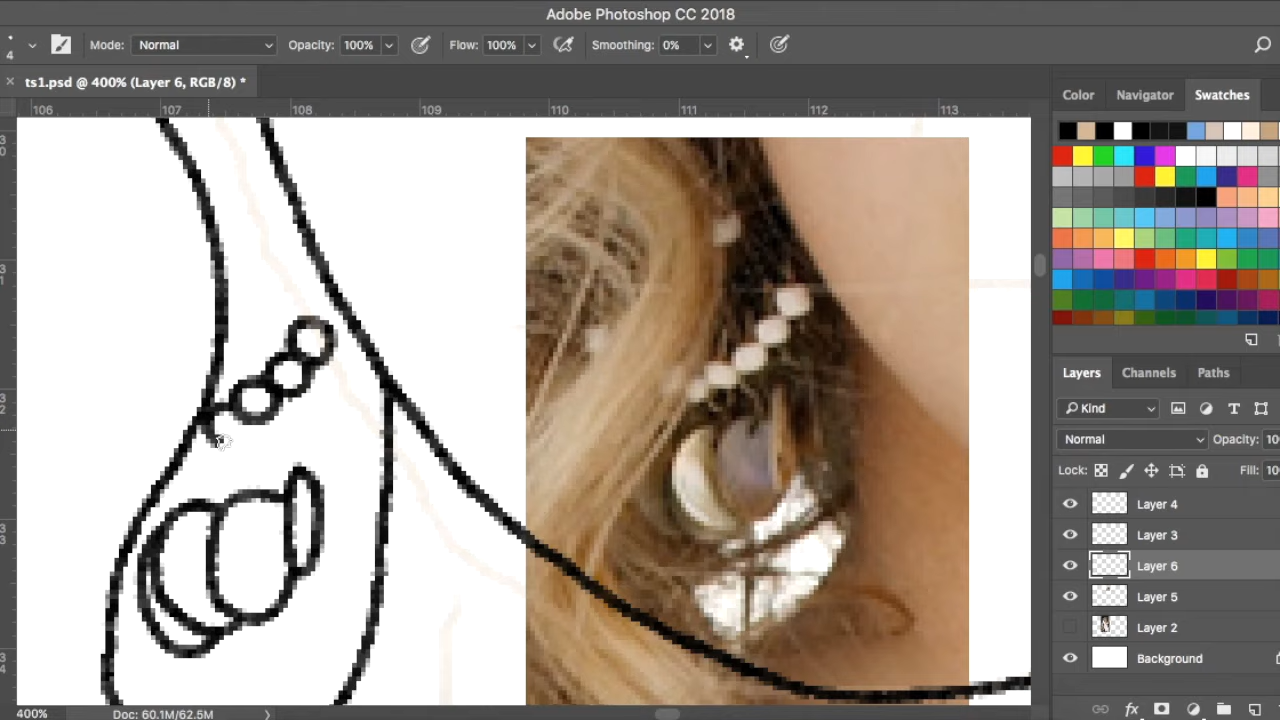 Adobe Photoshop CC 2018
4 Mode: Normal Opacity: 100% Flow: 100% Smoothing: 0%
ts1.psd @ 400% (Layer 6, RGB/8) *
Color Navigator Swatches
106 107 108 109 110 111 112 113
Layers Channels Paths
Kind
Normal Opacity: 10
Lock: Fill: 10
Layer 4
Layer 3
Layer 6
Layer 5
Layer 2
Background
400% Doc: 60.1M/62.5M
fx